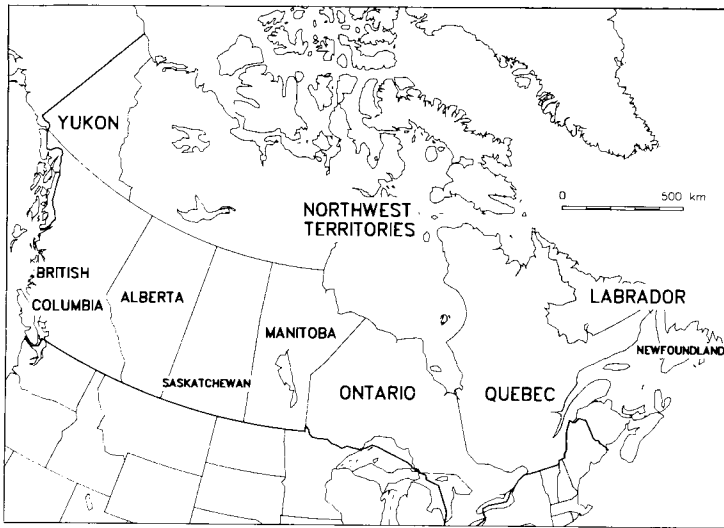 YUKON
0 500 km
NORTHWEST
TERRITORIES
BRITISH
COLUMBIA
ALBERTA
LABRADOR
MANITOBA
NEWFOUNDLAND
SASKATCHEWAN
ONTARIO
QUEBEC